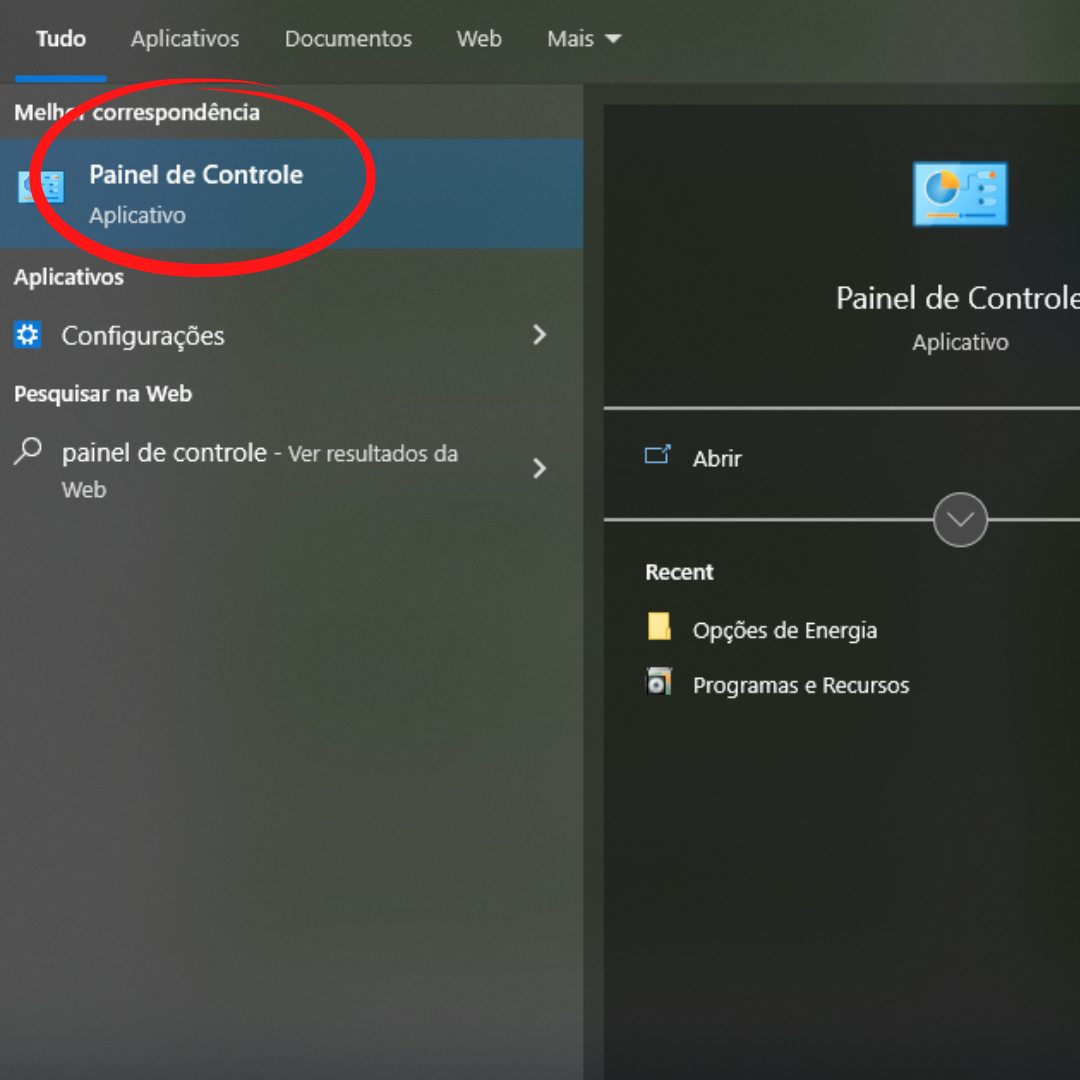 Tudo Aplicativos Documentos Web Mais
Melhor correspondência
Painel de Controle
Aplicativo
Aplicativos
Configurações
Pesquisar na Web
painel de controle - Ver resultados da
Web
Painel de Controle
Aplicativo
Abrir
Recent
Opções de Energia
Programas e Recursos